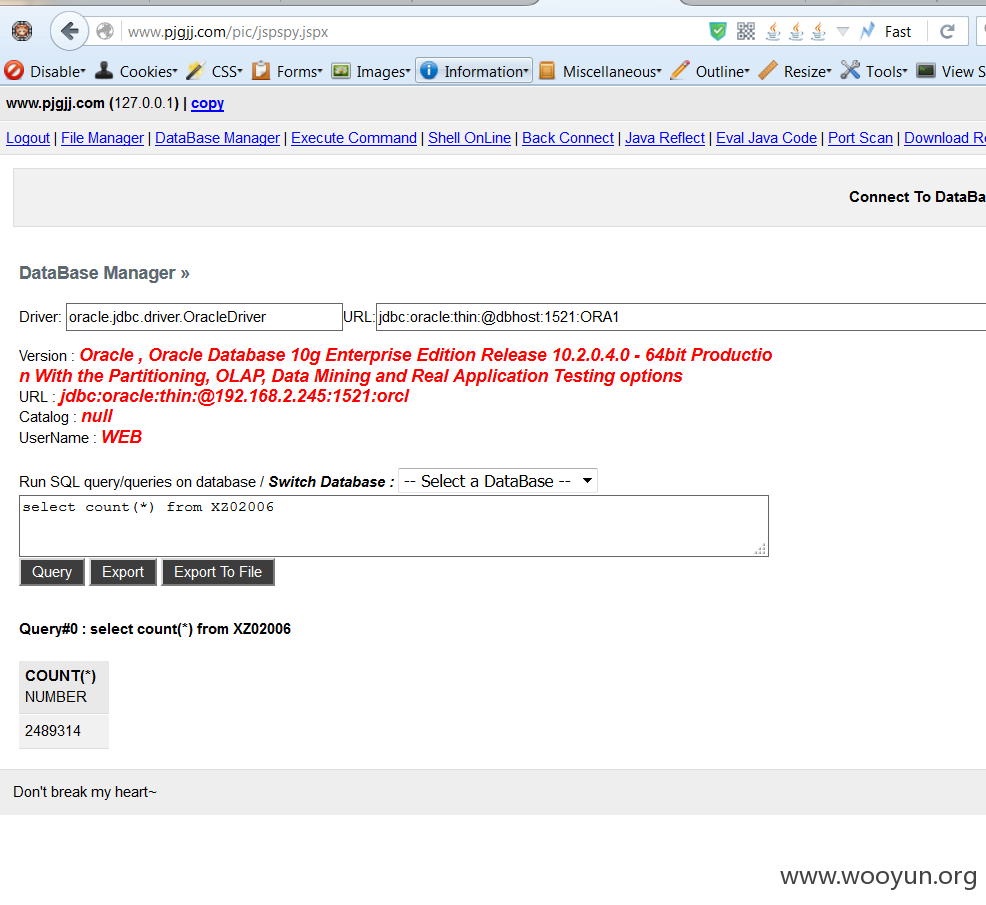 www.pjgjj.com/pic/jspspy.jspx
Fast
Disable Cookies CSS Forms Images Information Miscellaneous Outline Resize Tools View S
www.pjgjj.com (127.0.0.1) | copy
Logout | File Manager | DataBase Manager | Execute Command | Shell OnLine | Back Connect | Java Reflect | Eval Java Code | Port Scan | Download Re
Connect To DataBa
DataBase Manager »
Driver: oracle.jdbc.driver.OracleDriver URL: jdbc:oracle:thin:@dbhost:1521:ORA1
Version : Oracle , Oracle Database 10g Enterprise Edition Release 10.2.0.4.0 - 64bit Productio
n With the Partitioning, OLAP, Data Mining and Real Application Testing options
URL : jdbc:oracle:thin:@192.168.2.245:1521:orcl
Catalog : null
UserName : WEB
Run SQL query/queries on database / Switch Database : -- Select a DataBase --
select count(*) from XZ02006
Query Export Export To File
Query#0 : select count(*) from XZ02006
COUNT(*)
NUMBER
2489314
Don't break my heart~
www.wooyun.org